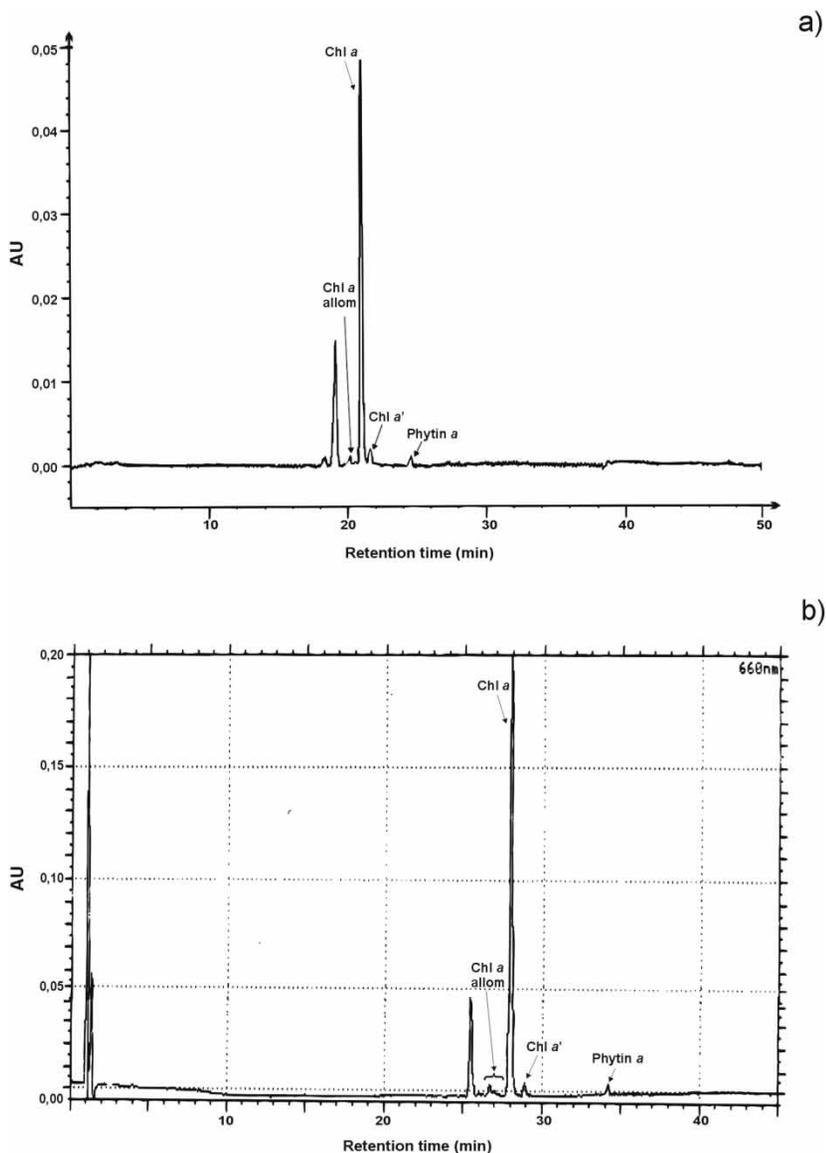 a)
0,05
Chl a
0,04
0,03
AU
Chl a
allom
0,02
0,01
Chl a'
Phytin a
0,00
10
20
30
40
50
Retention time (min)
b)
0,20
660nm
Chl a
0,15
AU
0,10
Chl a
allom
0,05
Chl a'
Phytin a
0,00
10
20
30
40
Retention time (min)